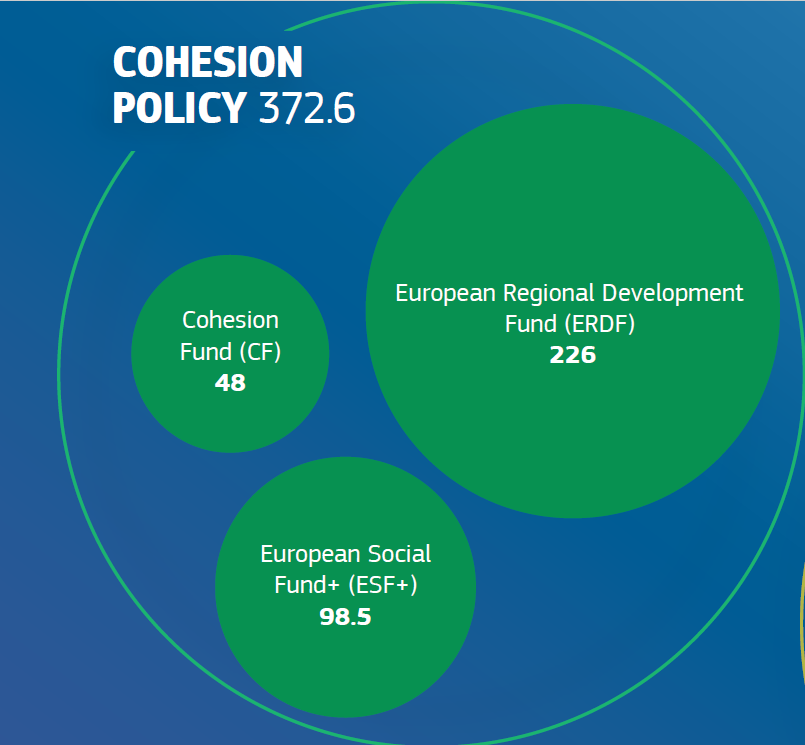 COHESION
POLICY 372.6
European Regional Development
Fund (ERDF)
226
Cohesion
Fund (CF)
48
European Social
Fund+ (ESF+)
98.5